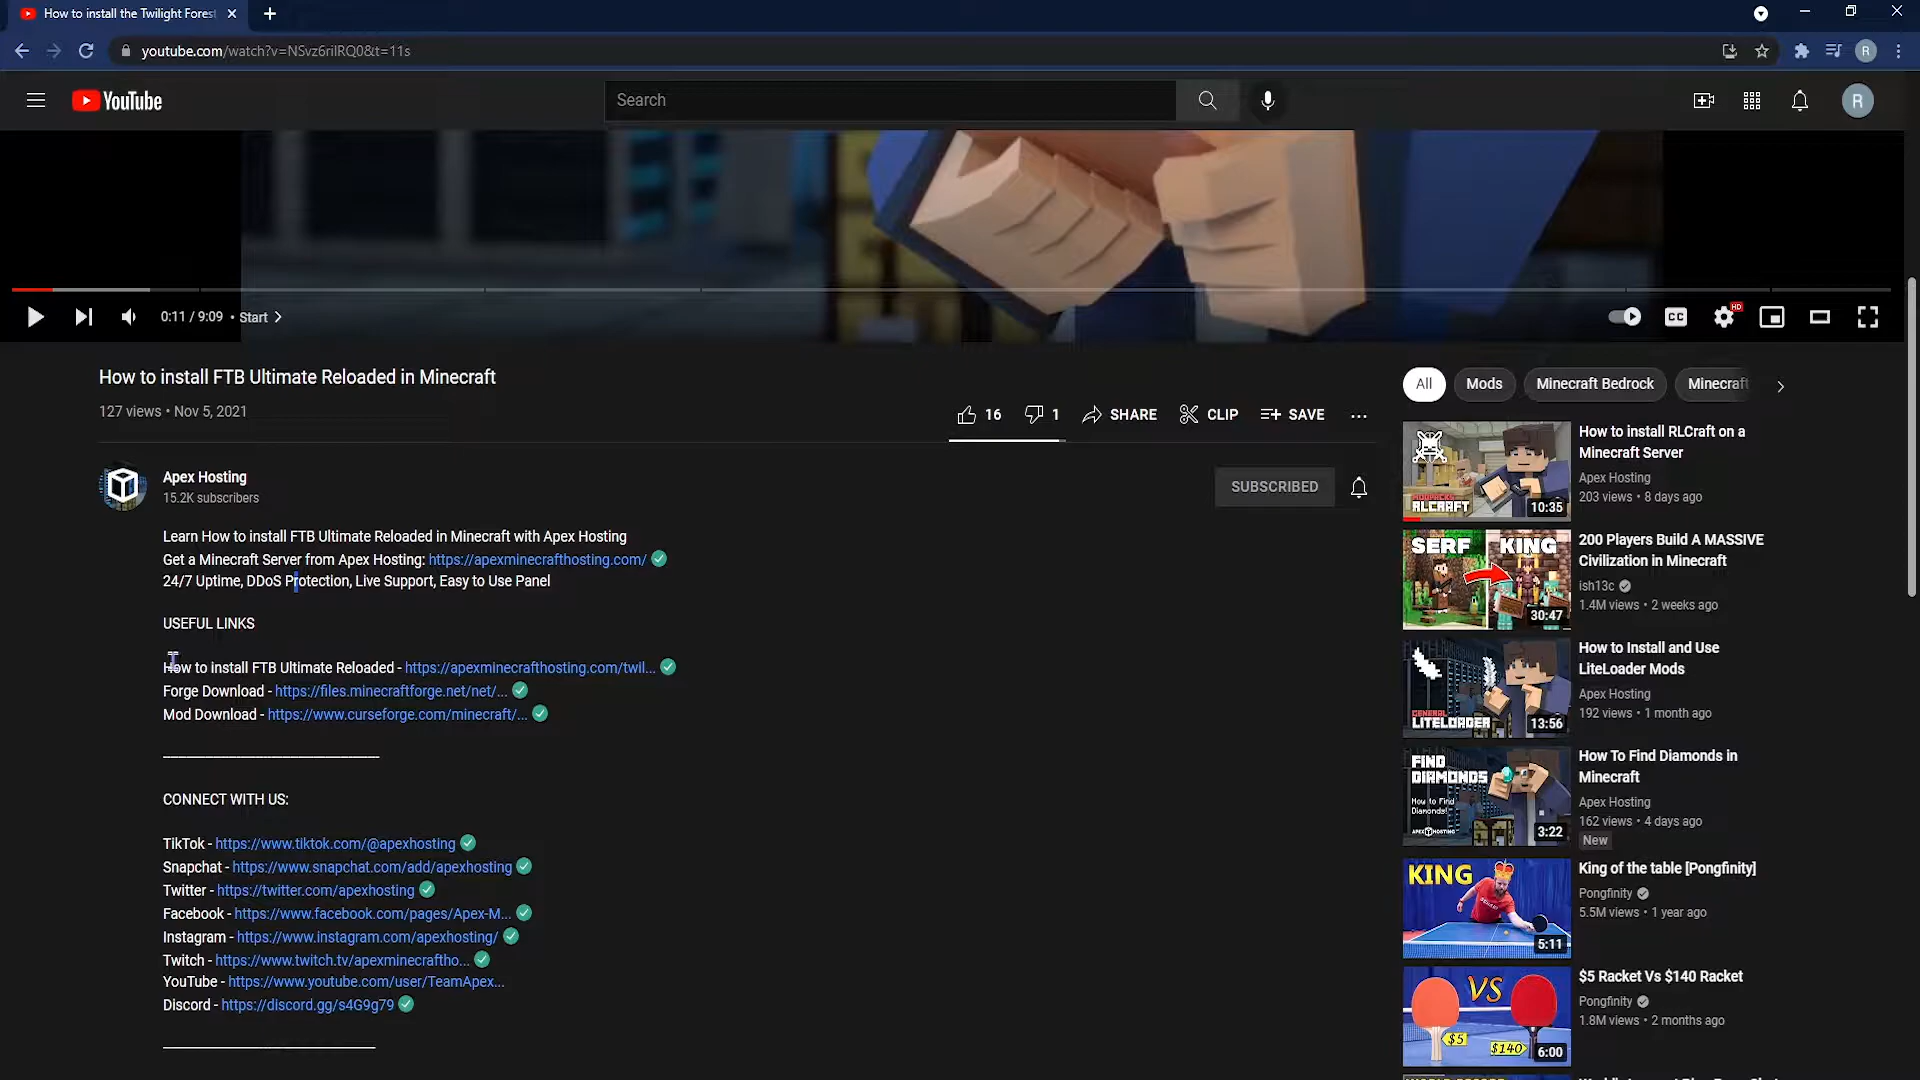 How to install the Twilight Forest
youtube.com/watch?v=NSvz6rilRQ0&t=11s
R
YouTube
Search
R
0:11 / 9:09 • Start
CC
HD
How to install FTB Ultimate Reloaded in Minecraft
127 views • Nov 5, 2021
16
1
SHARE
CLIP
SAVE
Apex Hosting
15.2K subscribers
SUBSCRIBED
Learn How to install FTB Ultimate Reloaded in Minecraft with Apex Hosting
Get a Minecraft Server from Apex Hosting: https://apexminecrafthosting.com/
24/7 Uptime, DDoS Protection, Live Support, Easy to Use Panel
USEFUL LINKS
How to install FTB Ultimate Reloaded - https://apexminecrafthosting.com/twil...
Forge Download - https://files.minecraftforge.net/net/...
Mod Download - https://www.curseforge.com/minecraft/...
CONNECT WITH US:
TikTok - https://www.tiktok.com/@apexhosting
Snapchat - https://www.snapchat.com/add/apexhosting
Twitter - https://twitter.com/apexhosting
Facebook - https://www.facebook.com/pages/Apex-M...
Instagram - https://www.instagram.com/apexhosting/
Twitch - https://www.twitch.tv/apexminecraftho...
YouTube - https://www.youtube.com/user/TeamApex...
Discord - https://discord.gg/s4G9g79
All
Mods
Minecraft Bedrock
Minecraft
MODPACKS
RLCRAFT
10:35
How to install RLCraft on a
Minecraft Server
Apex Hosting
203 views • 8 days ago
SERF
KING
30:47
200 Players Build A MASSIVE
Civilization in Minecraft
ish13c
1.4M views • 2 weeks ago
GENERAL
LITELOADER
13:56
How to Install and Use
LiteLoader Mods
Apex Hosting
192 views • 1 month ago
FIND
DIAMONDS
How to Find
Diamonds!
APEX HOSTING
3:22
How To Find Diamonds in
Minecraft
Apex Hosting
162 views • 4 days ago
New
KING
5:11
King of the table [Pongfinity]
Pongfinity
5.5M views • 1 year ago
VS
$5
$140
6:00
$5 Racket Vs $140 Racket
Pongfinity
1.8M views • 2 months ago